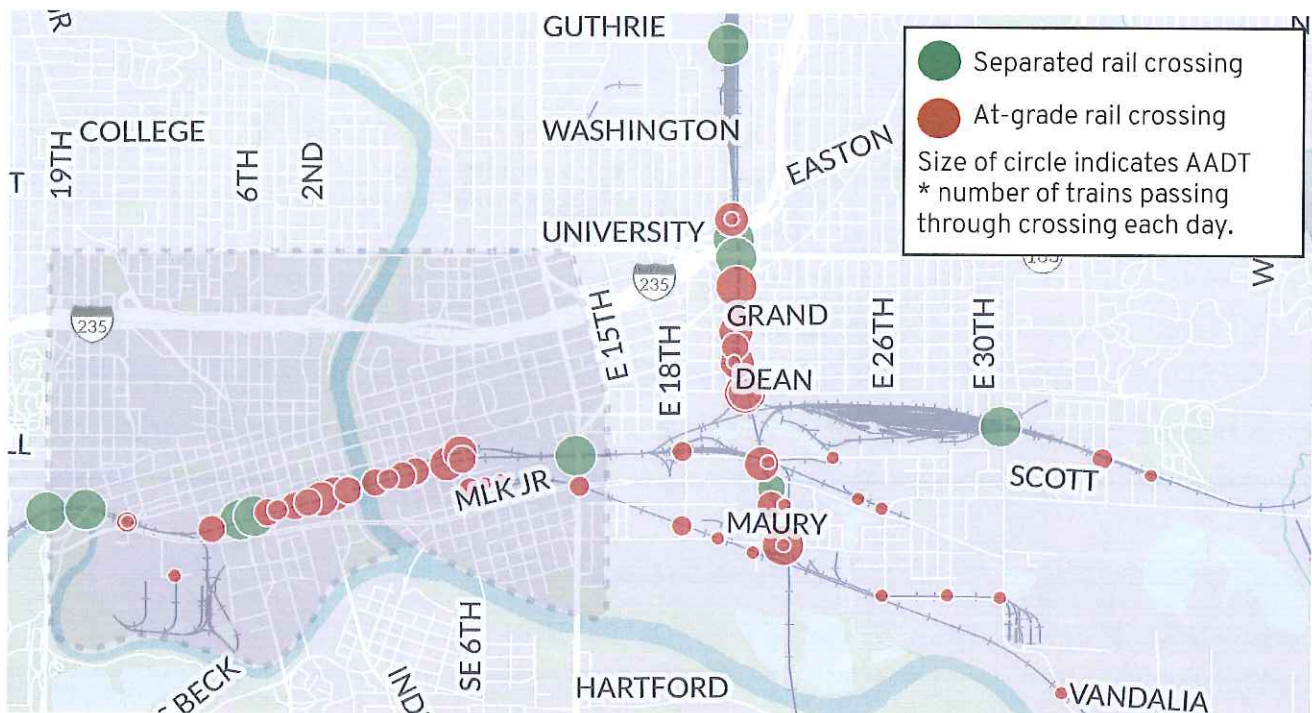 GUTHRIE
Separated rail crossing
At-grade rail crossing
Size of circle indicates AADT
* number of trains passing
through crossing each day.
COLLEGE
WASHINGTON
EASTON
19TH
6TH
2ND
UNIVERSITY
235
235
E 15TH
E 18TH
GRAND
E 26TH
E 30TH
DEAN
MLK JR
SCOTT
MAURY
SE 6TH
BECK
HARTFORD
VANDALIA